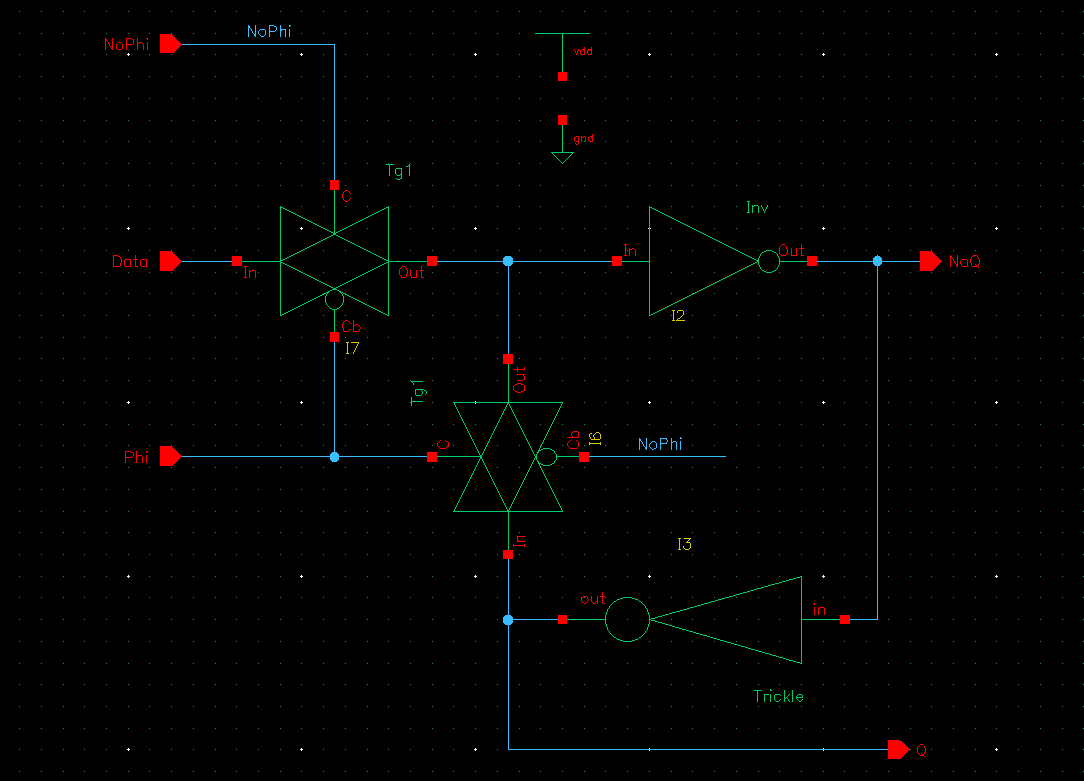 NoPhi
NoPhi
vdd
gnd
Tg1
C
Inv
Data
In
Out
In
Out
NoQ
I2
Cb
I7
Out
Tg1
C
Cb
I6
NoPhi
Phi
In
I3
out
in
Trickle
Q